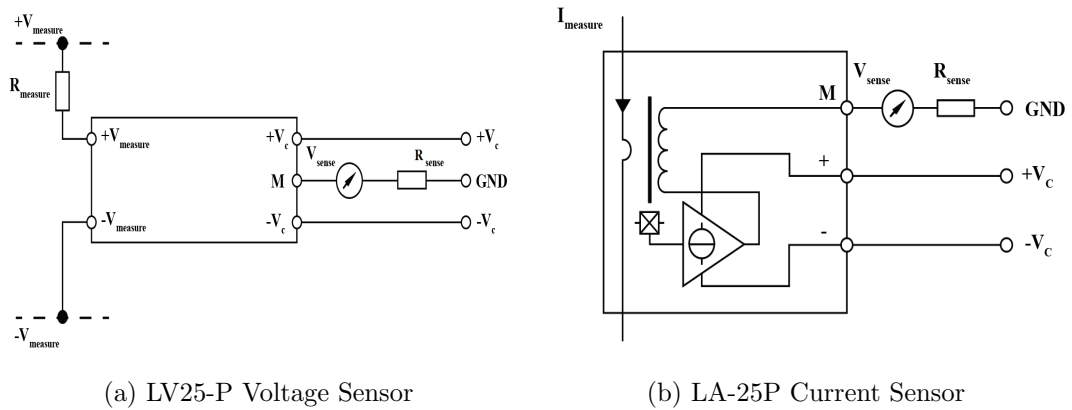 +V measure
R measure
+V measure
-V measure
-V measure
+V c
V sense
R sense
M
-V c
+V c
GND
-V c
(a) LV25-P Voltage Sensor
I measure
M
V sense
R sense
GND
+
+V C
-
-V C
(b) LA-25P Current Sensor